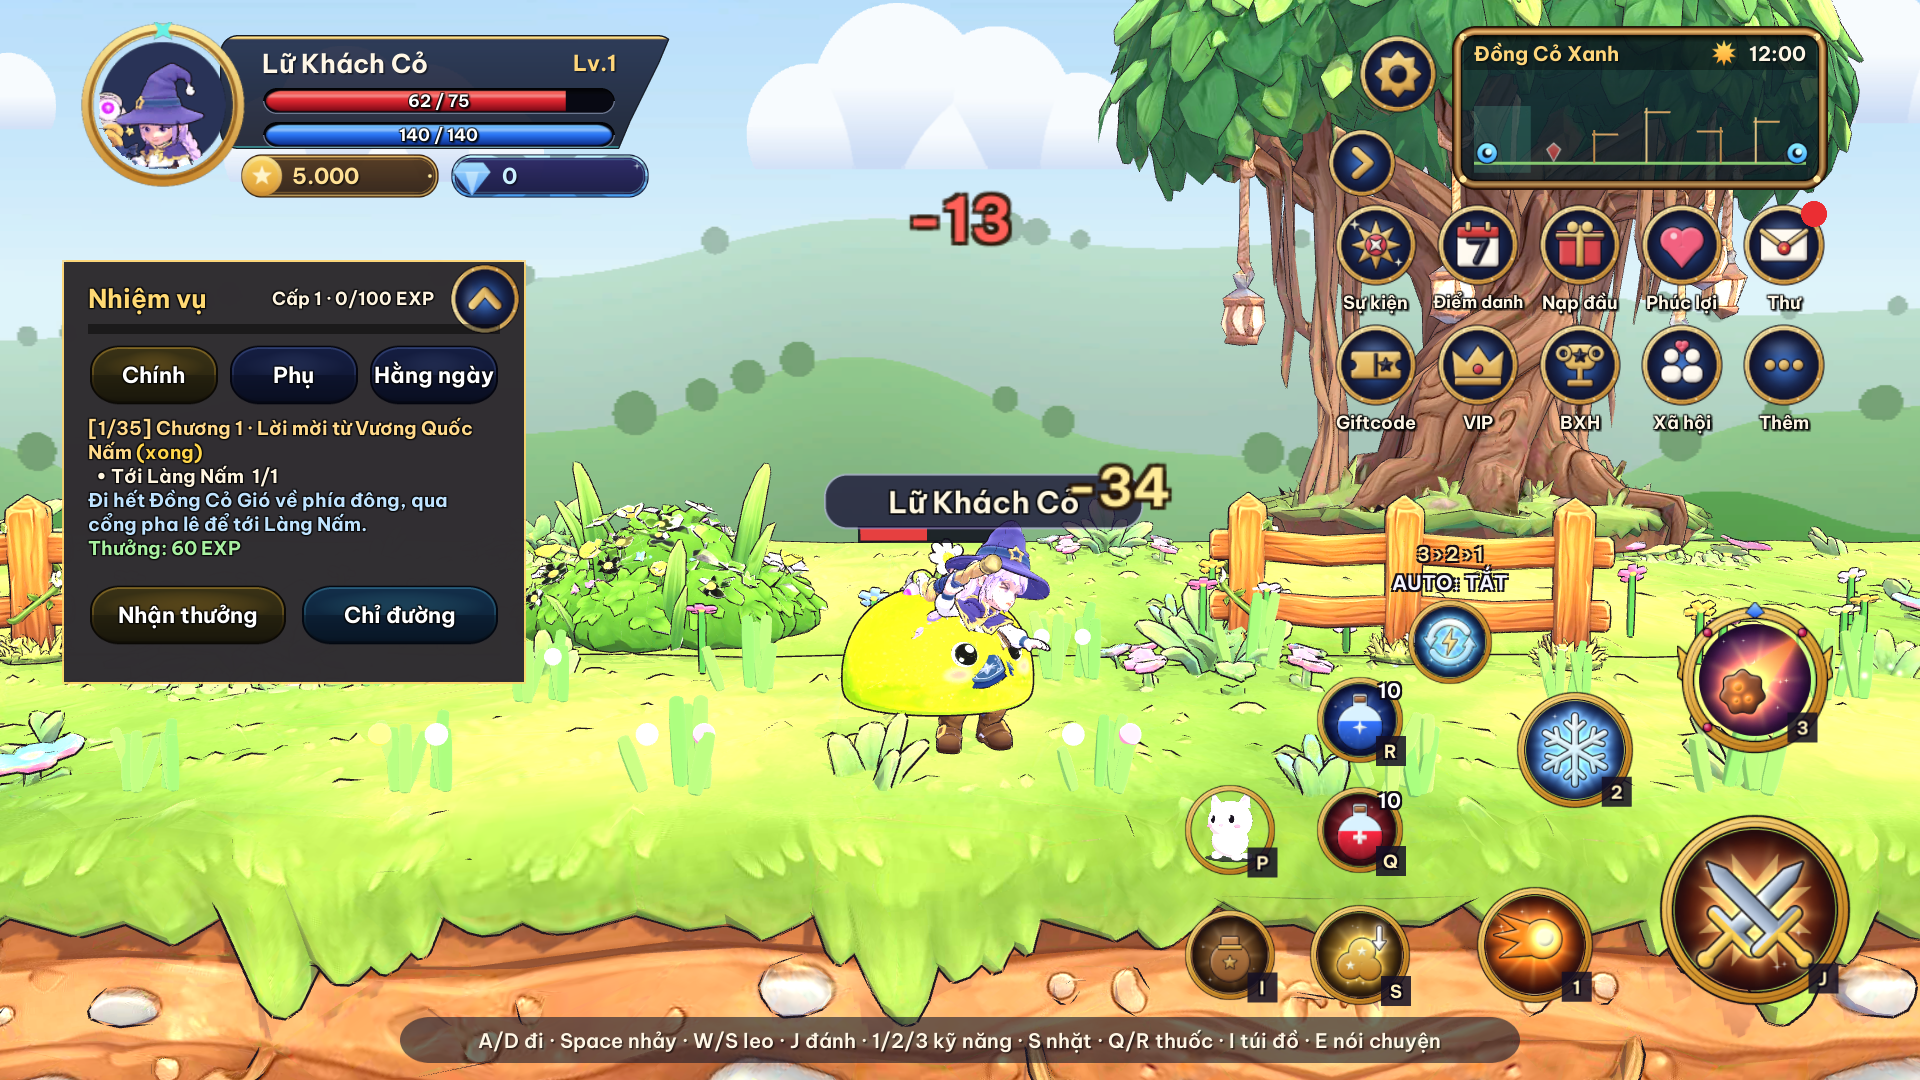 Lữ Khách Cỏ
Lv.1
62 / 75
140 / 140
5.000
0
Đồng Cỏ Xanh
12:00
-13
Nhiệm vụ
Cấp 1 · 0/100 EXP
Chính
Phụ
Hằng ngày
[1/35] Chương 1 · Lời mời từ Vương Quốc
Nấm (xong)
• Tới Làng Nấm 1/1
Đi hết Đồng Cỏ Gió về phía đông, qua
cổng pha lê để tới Làng Nấm.
Thưởng: 60 EXP
Nhận thưởng
Chỉ đường
7
Sự kiện
Điểm danh
Nạp đầu
Phúc lợi
Thư
Giftcode
VIP
BXH
Xã hội
Thêm
Lữ Khách Cỏ
-34
3›2›1
AUTO: TẮT
10
R
3
2
10
Q
P
I
S
1
J
A/D đi · Space nhảy · W/S leo · J đánh · 1/2/3 kỹ năng · S nhặt · Q/R thuốc · I túi đồ · E nói chuyện